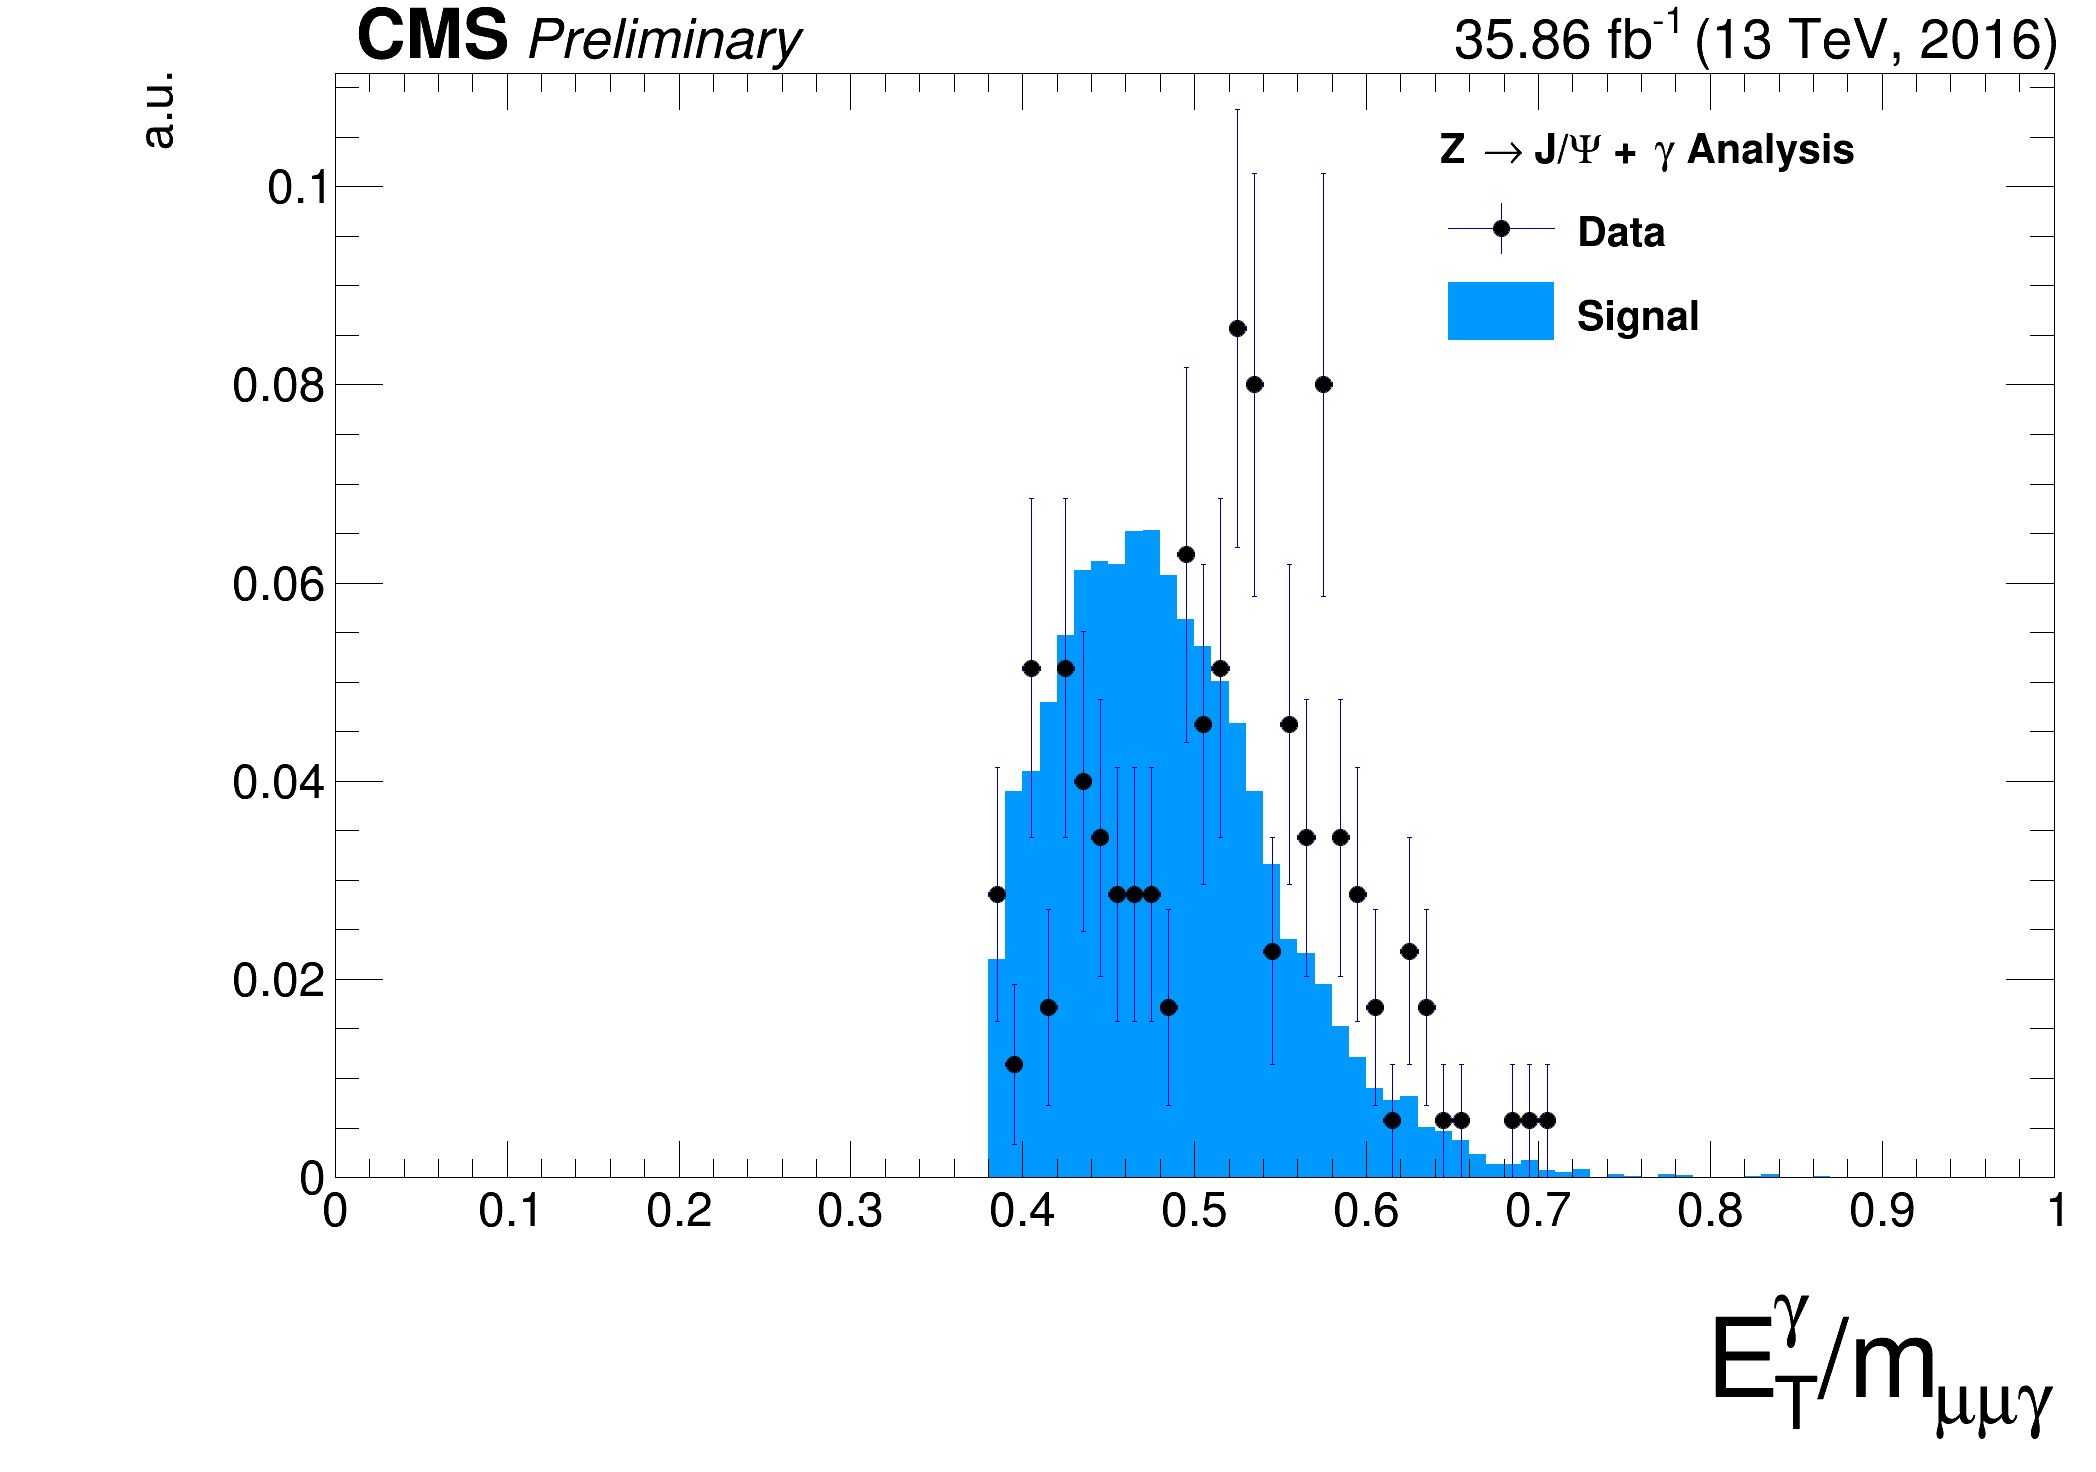 CMS Preliminary
35.86 fb⁻¹ (13 TeV, 2016)
a.u.
Z → J/Ψ + γ Analysis
Data
Signal
0.1
0.08
0.06
0.04
0.02
0
0 0.1 0.2 0.3 0.4 0.5 0.6 0.7 0.8 0.9 1
E_T^γ/m_μμγ